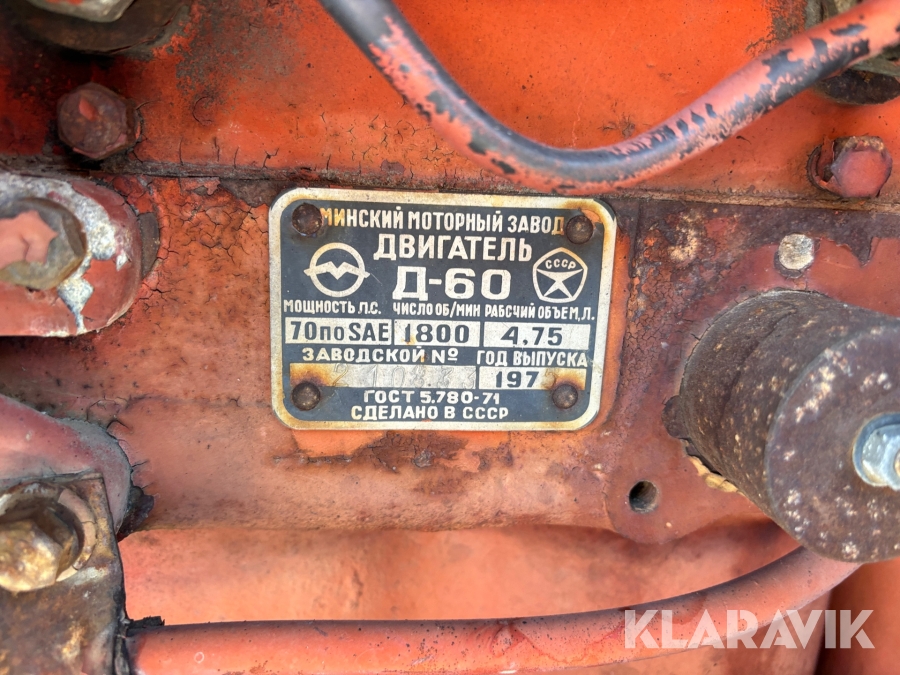 МИНСКИЙ МОТОРНЫЙ ЗАВОД
ДВИГАТЕЛЬ
Д-60
СССР
МОЩНОСТЬ Л.С. ЧИСЛО ОБ/МИН РАБСЧИЙ ОБЪЕМ, Л.
70 по SAE 1800 4,75
ЗАВОДСКОЙ № ГОД ВЫПУСКА
197
ГОСТ 5.780-71
СДЕЛАНО В СССР
KLARAVIK